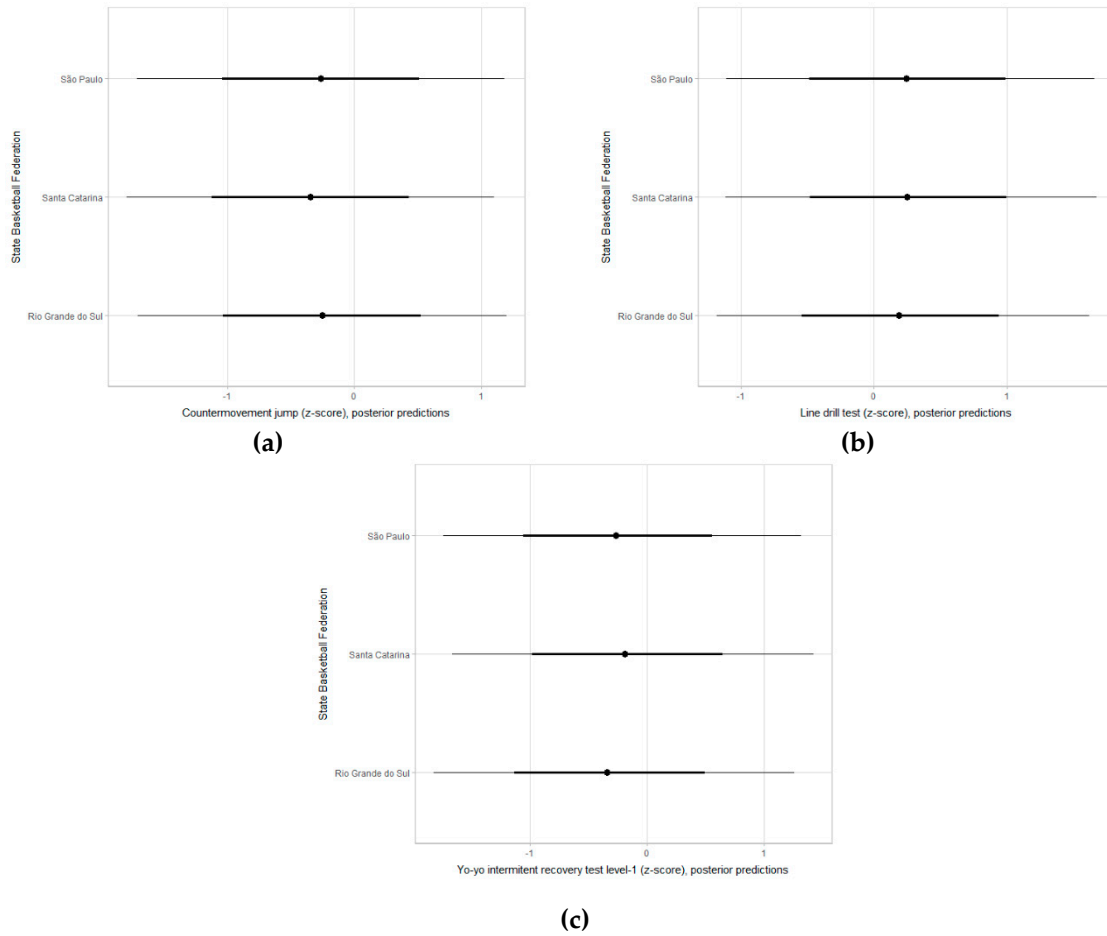 State Basketball Federation
São Paulo
Santa Catarina
Rio Grande do Sul
-1 0 1
Countermovement jump (z-score), posterior predictions
(a)
State Basketball Federation
São Paulo
Santa Catarina
Rio Grande do Sul
-1 0 1
Line drill test (z-score), posterior predictions
(b)
State Basketball Federation
São Paulo
Santa Catarina
Rio Grande do Sul
-1 0 1
Yo-yo intermitent recovery test level-1 (z-score), posterior predictions
(c)